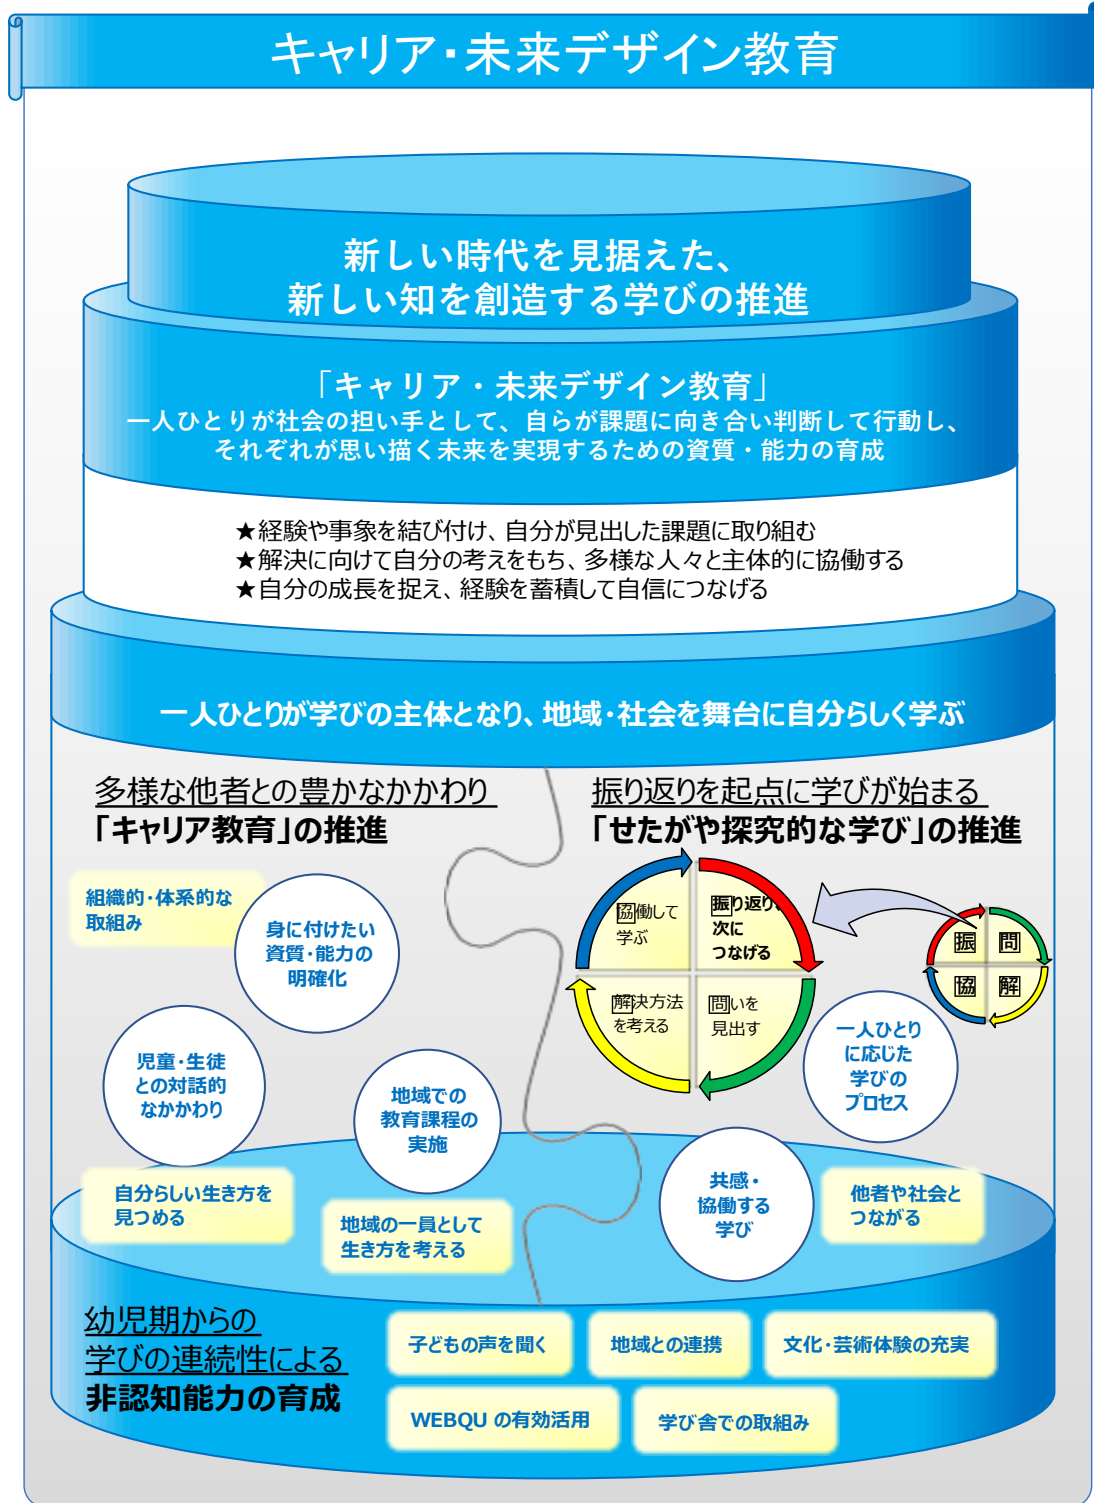 キャリア・未来デザイン教育
新しい時代を見据えた、
新しい知を創造する学びの推進
「キャリア・未来デザイン教育」
一人ひとりが社会の担い手として、自らが課題に向き合い判断して行動し、
それぞれが思い描く未来を実現するための資質・能力の育成
★経験や事象を結び付け、自分が見出した課題に取り組む
★解決に向けて自分の考えをもち、多様な人々と主体的に協働する
★自分の成長を捉え、経験を蓄積して自信につなげる
一人ひとりが学びの主体となり、地域・社会を舞台に自分らしく学ぶ
多様な他者との豊かなかかわり
「キャリア教育」の推進
組織的・体系的な
取組み
身に付けたい
資質・能力の
明確化
児童・生徒
との対話的
なかかわり
地域での
教育課程の
実施
自分らしい生き方を
見つめる
地域の一員として
生き方を考える
振り返りを起点に学びが始まる
「せたがや探究的な学び」の推進
協働して
学ぶ
振り返り、
次に
つなげる
解決方法
を考える
問いを
見出す
振 問
協 解
一人ひとり
に応じた
学びの
プロセス
共感・
協働する
学び
他者や社会と
つながる
幼児期からの
学びの連続性による
非認知能力の育成
子どもの声を聞く
地域との連携
文化・芸術体験の充実
WEBQU の有効活用
学び舎での取組み